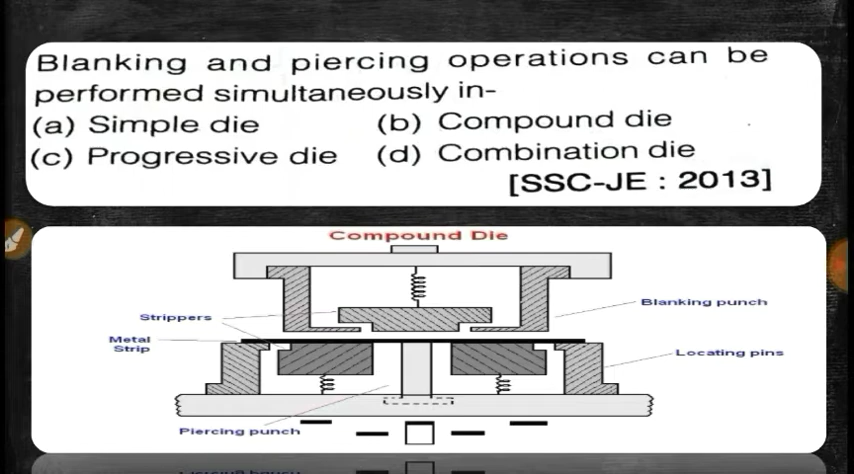 Blanking and piercing operations can be
performed simultaneously in-
(a) Simple die (b) Compound die
(c) Progressive die (d) Combination die
[SSC-JE : 2013]
Compound Die
Blanking punch
Strippers
Metal
Strip
Locating pins
Piercing punch